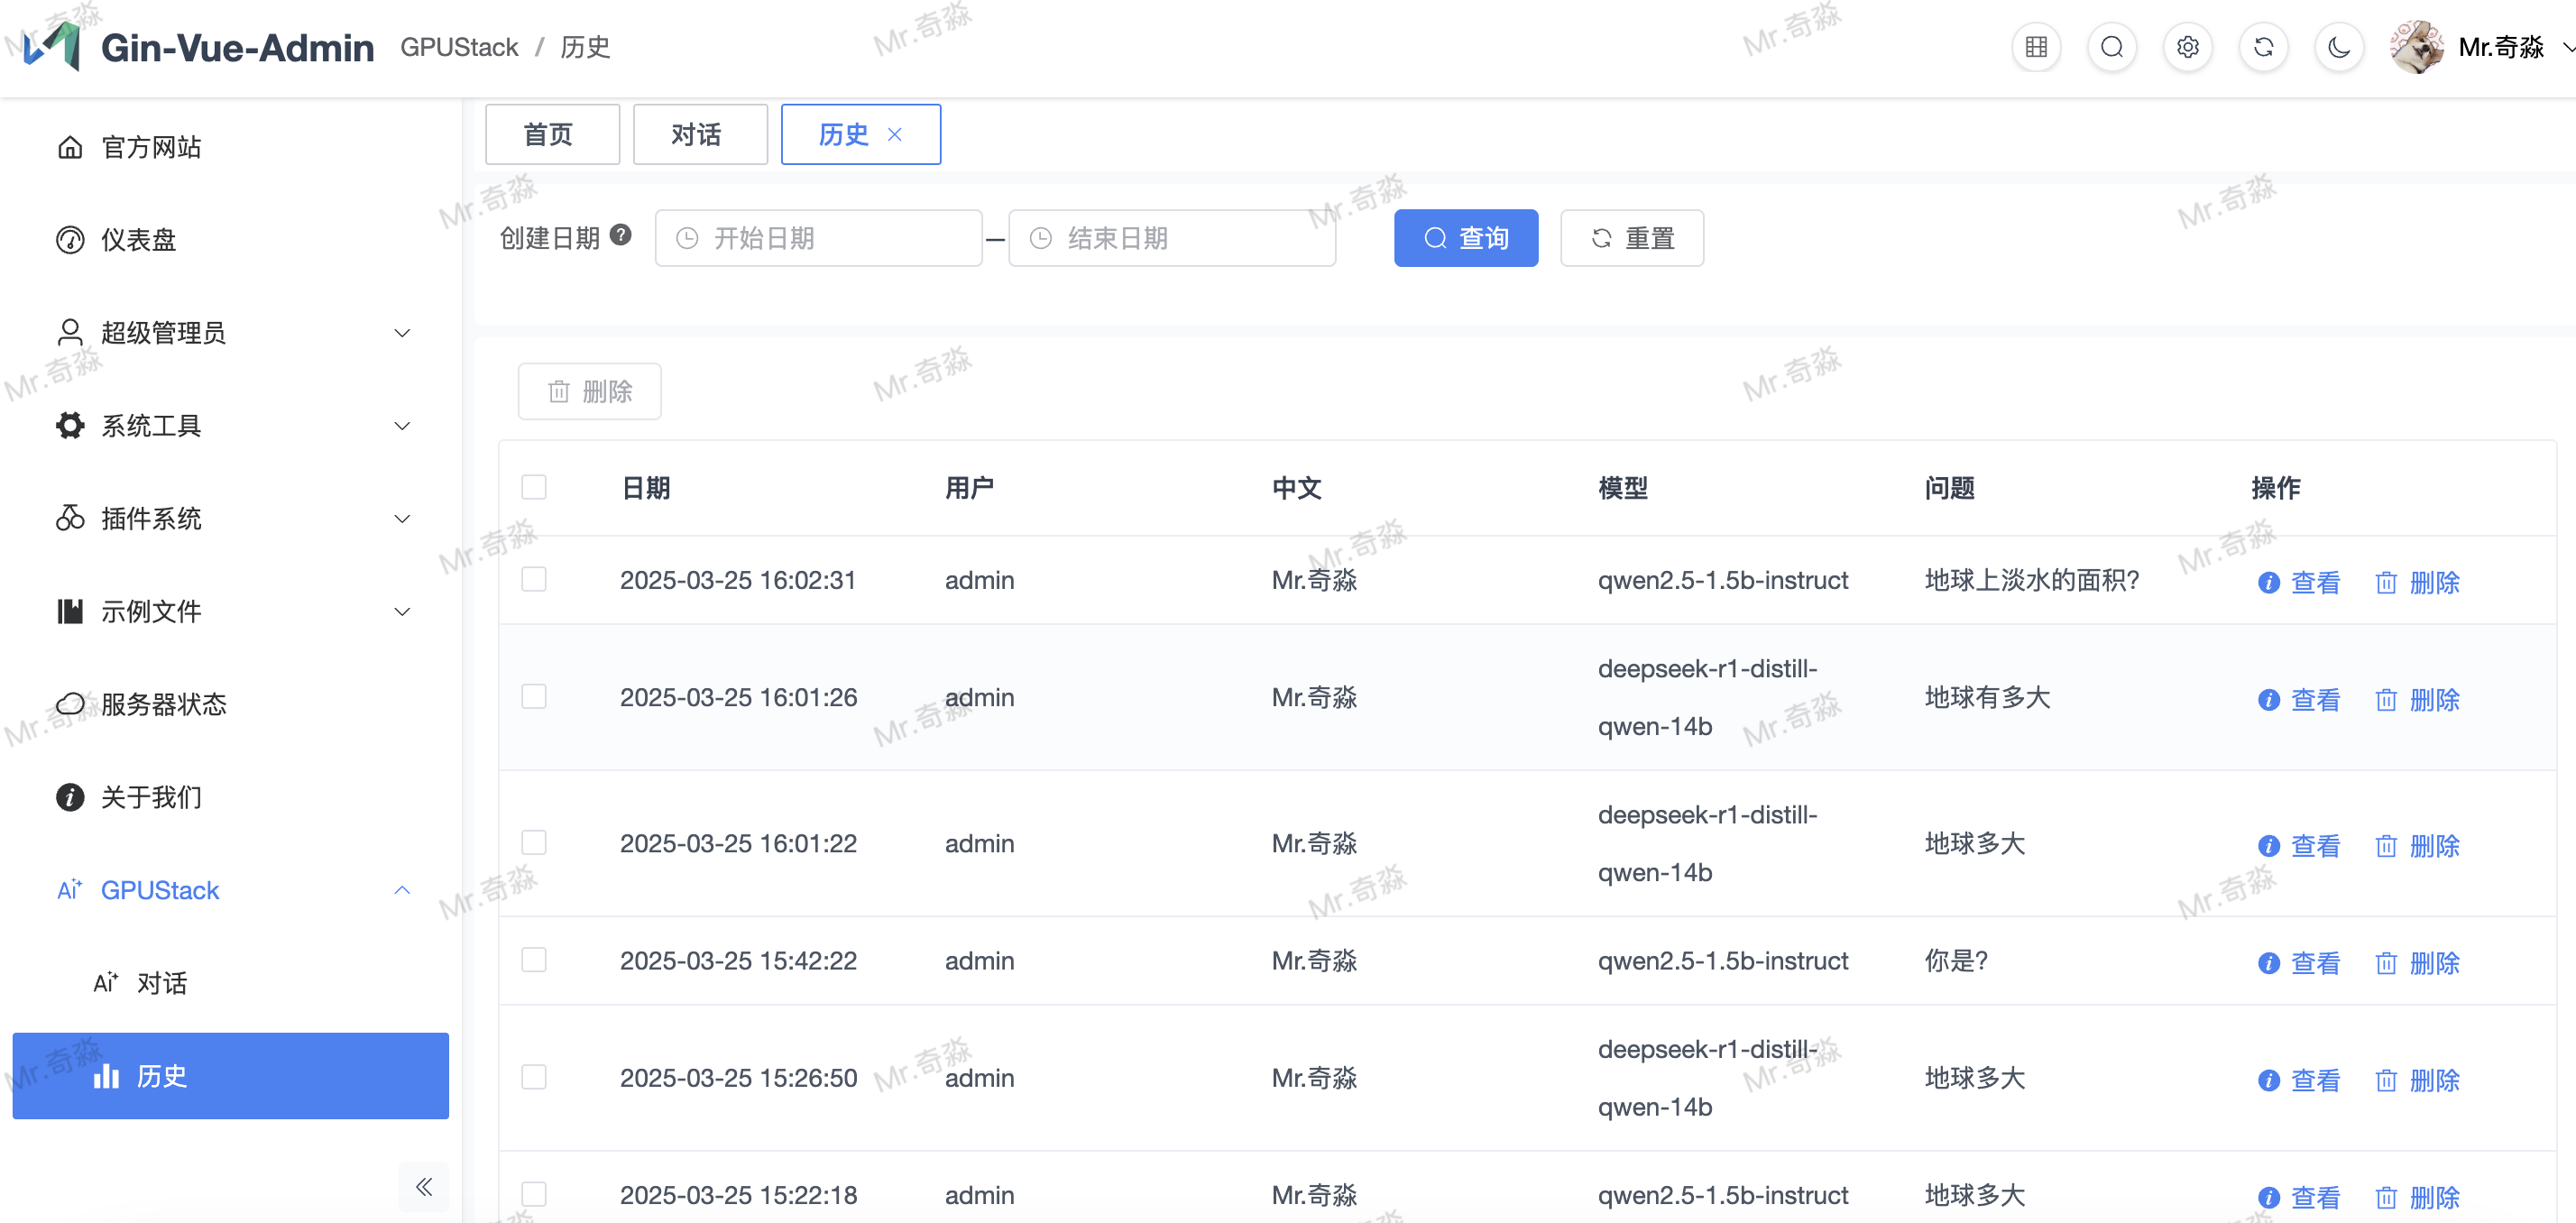 Gin-Vue-Admin GPUStack / 历史 Mr.奇淼
官方网站
仪表盘
超级管理员
系统工具
插件系统
示例文件
服务器状态
关于我们
Ai GPUStack
Ai 对话
历史
首页 对话 历史
创建日期 ? 开始日期 — 结束日期 查询 重置
删除
日期 用户 中文 模型 问题 操作
2025-03-25 16:02:31 admin Mr.奇淼 qwen2.5-1.5b-instruct 地球上淡水的面积? 查看 删除
2025-03-25 16:01:26 admin Mr.奇淼 deepseek-r1-distill-
qwen-14b 地球有多大 查看 删除
2025-03-25 16:01:22 admin Mr.奇淼 deepseek-r1-distill-
qwen-14b 地球多大 查看 删除
2025-03-25 15:42:22 admin Mr.奇淼 qwen2.5-1.5b-instruct 你是? 查看 删除
2025-03-25 15:26:50 admin Mr.奇淼 deepseek-r1-distill-
qwen-14b 地球多大 查看 删除
2025-03-25 15:22:18 admin Mr.奇淼 qwen2.5-1.5b-instruct 地球多大 查看 删除